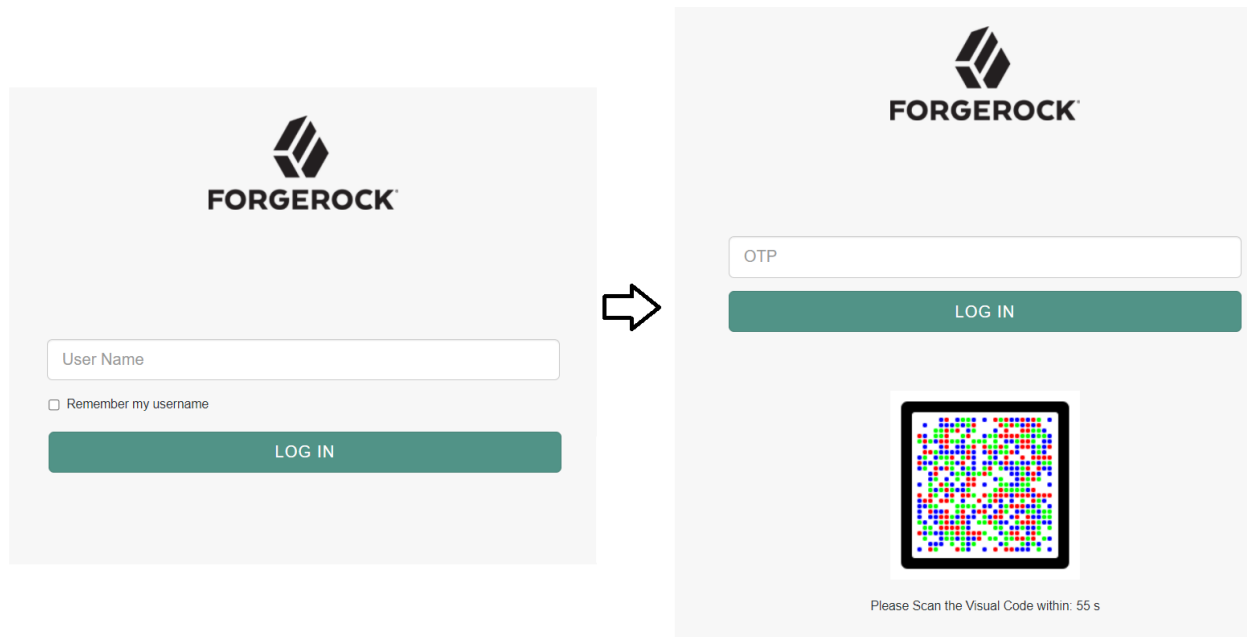 FORGEROCK
User Name
Remember my username
LOG IN
FORGEROCK
OTP
LOG IN
Please Scan the Visual Code within: 55 s